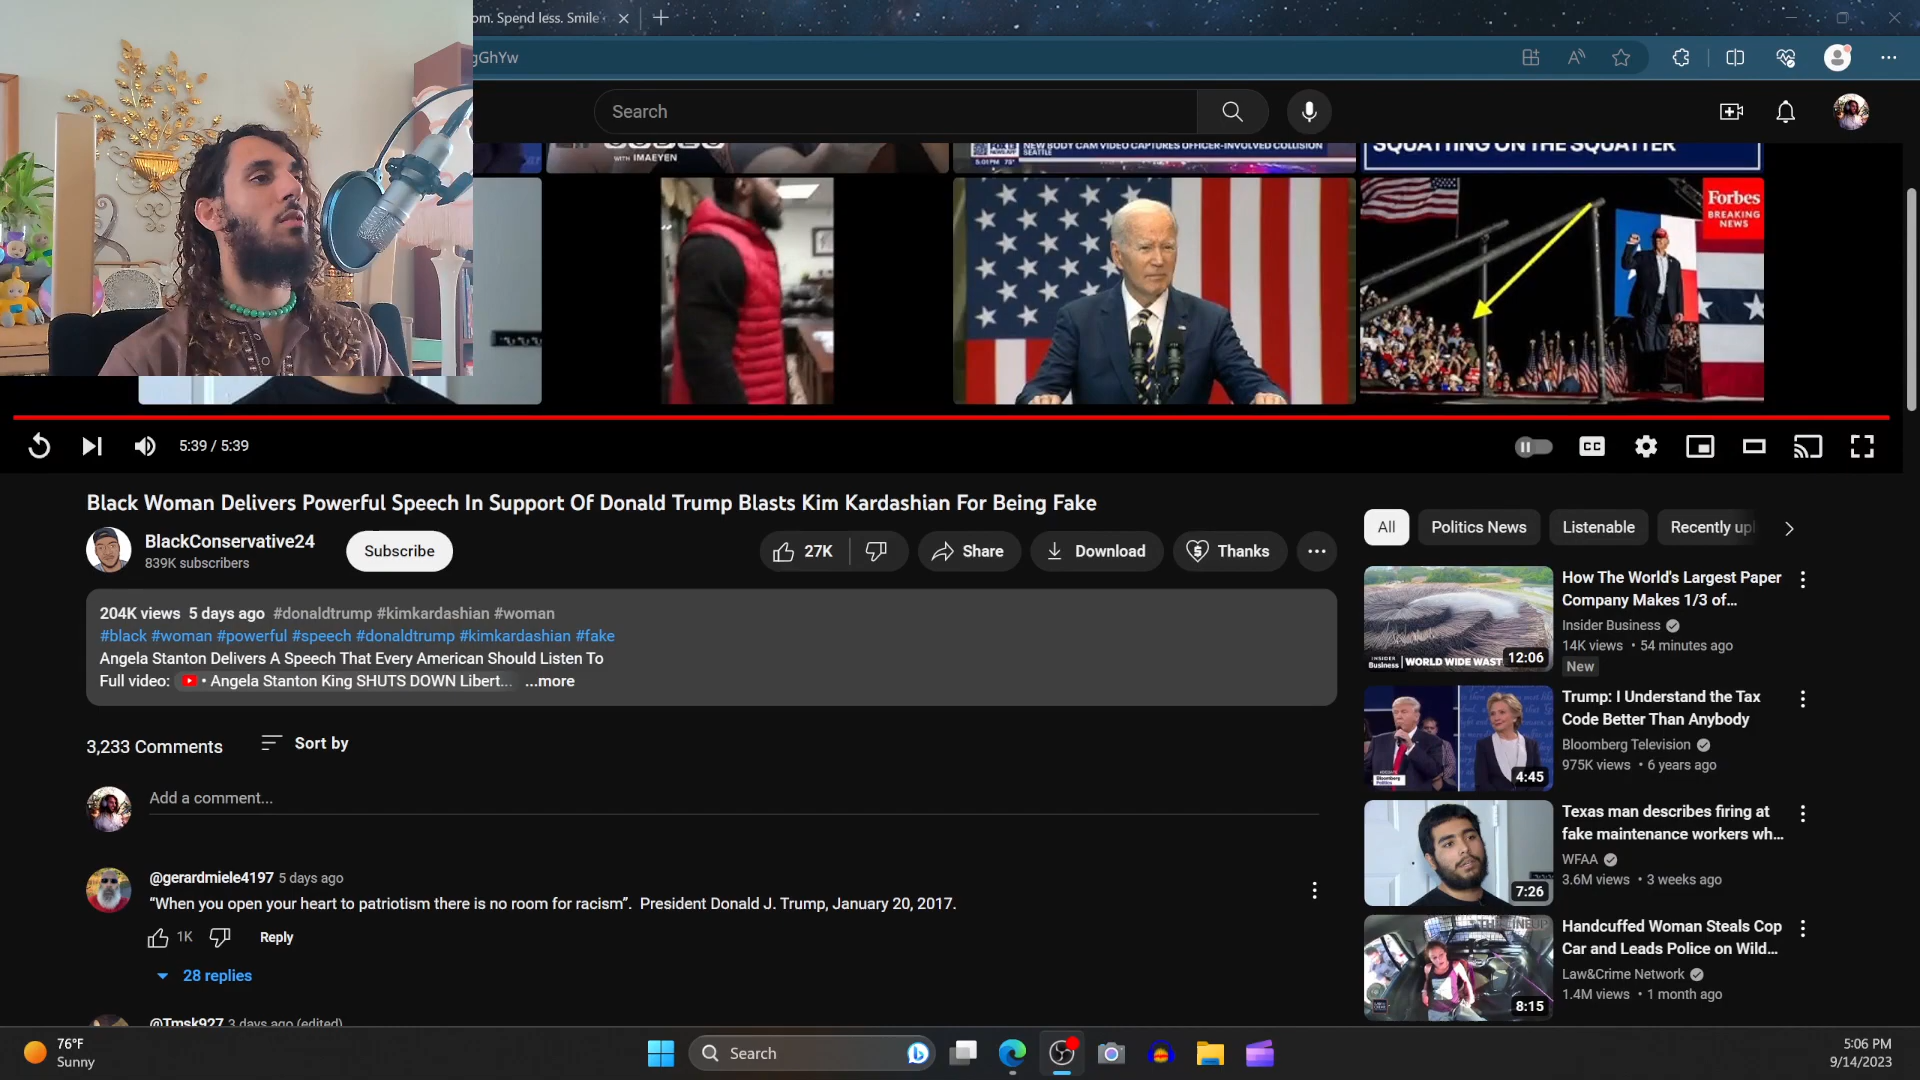 om. Spend less. Smile
gGhYw
Search
WITH IMAEYEN
NEW BODY CAM VIDEO CAPTURES OFFICER-INVOLVED COLLISION
SEATTLE
5:01PM 75°
SQUATTING ON THE SQUATTER
Forbes
BREAKING
NEWS
5:39 / 5:39
CC
Black Woman Delivers Powerful Speech In Support Of Donald Trump Blasts Kim Kardashian For Being Fake
BlackConservative24
839K subscribers
Subscribe
27K
Share
Download
Thanks
All
Politics News
Listenable
Recently upl
204K views 5 days ago #donaldtrump #kimkardashian #woman
#black #woman #powerful #speech #donaldtrump #kimkardashian #fake
Angela Stanton Delivers A Speech That Every American Should Listen To
Full video: • Angela Stanton King SHUTS DOWN Libert... ...more
3,233 Comments
Sort by
Add a comment...
@gerardmiele4197 5 days ago
“When you open your heart to patriotism there is no room for racism”. President Donald J. Trump, January 20, 2017.
1K
Reply
28 replies
@Tmsk927 3 days ago (edited)
INSIDER
Business
WORLD WIDE WAST
12:06
How The World's Largest Paper
Company Makes 1/3 of...
Insider Business
14K views • 54 minutes ago
New
4:45
Trump: I Understand the Tax
Code Better Than Anybody
Bloomberg Television
975K views • 6 years ago
7:26
Texas man describes firing at
fake maintenance workers wh...
WFAA
3.6M views • 3 weeks ago
THE LINEUP
8:15
Handcuffed Woman Steals Cop
Car and Leads Police on Wild...
Law&Crime Network
1.4M views • 1 month ago
76°F
Sunny
Search
5:06 PM
9/14/2023